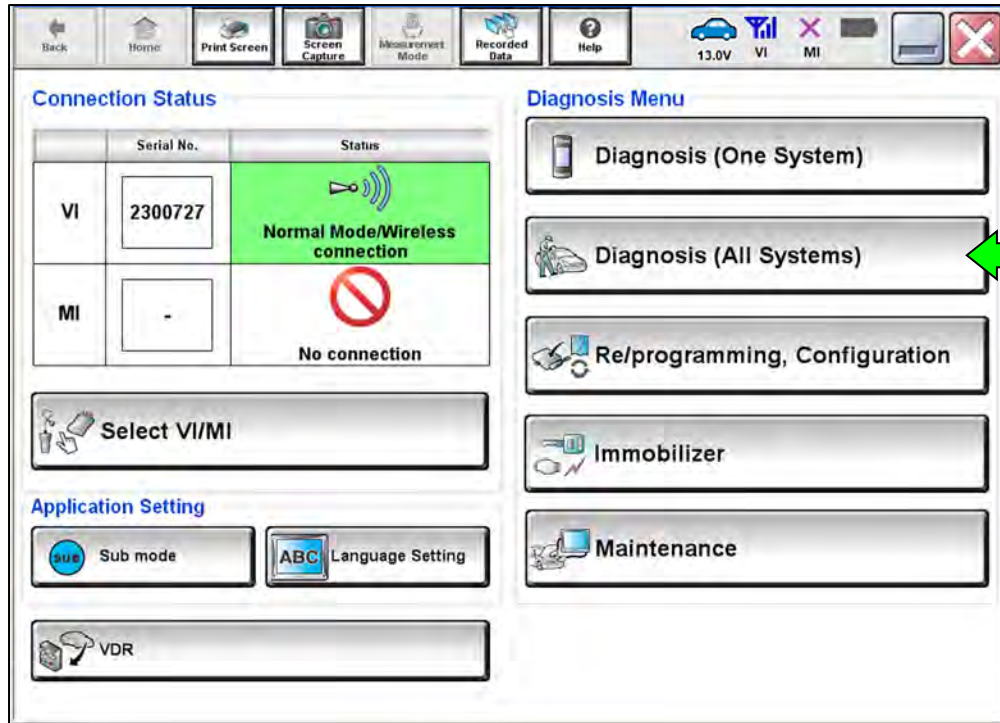 Back
Home
Print Screen
Screen
Capture
Measurement
Mode
Recorded
Data
Help
13.0V
VI
MI
Connection Status
Serial No.
Status
VI
2300727
Normal Mode/Wireless
connection
MI
-
No connection
Select VI/MI
Application Setting
SUB
Sub mode
ABC
Language Setting
VDR
Diagnosis Menu
Diagnosis (One System)
Diagnosis (All Systems)
Re/programming, Configuration
Immobilizer
Maintenance